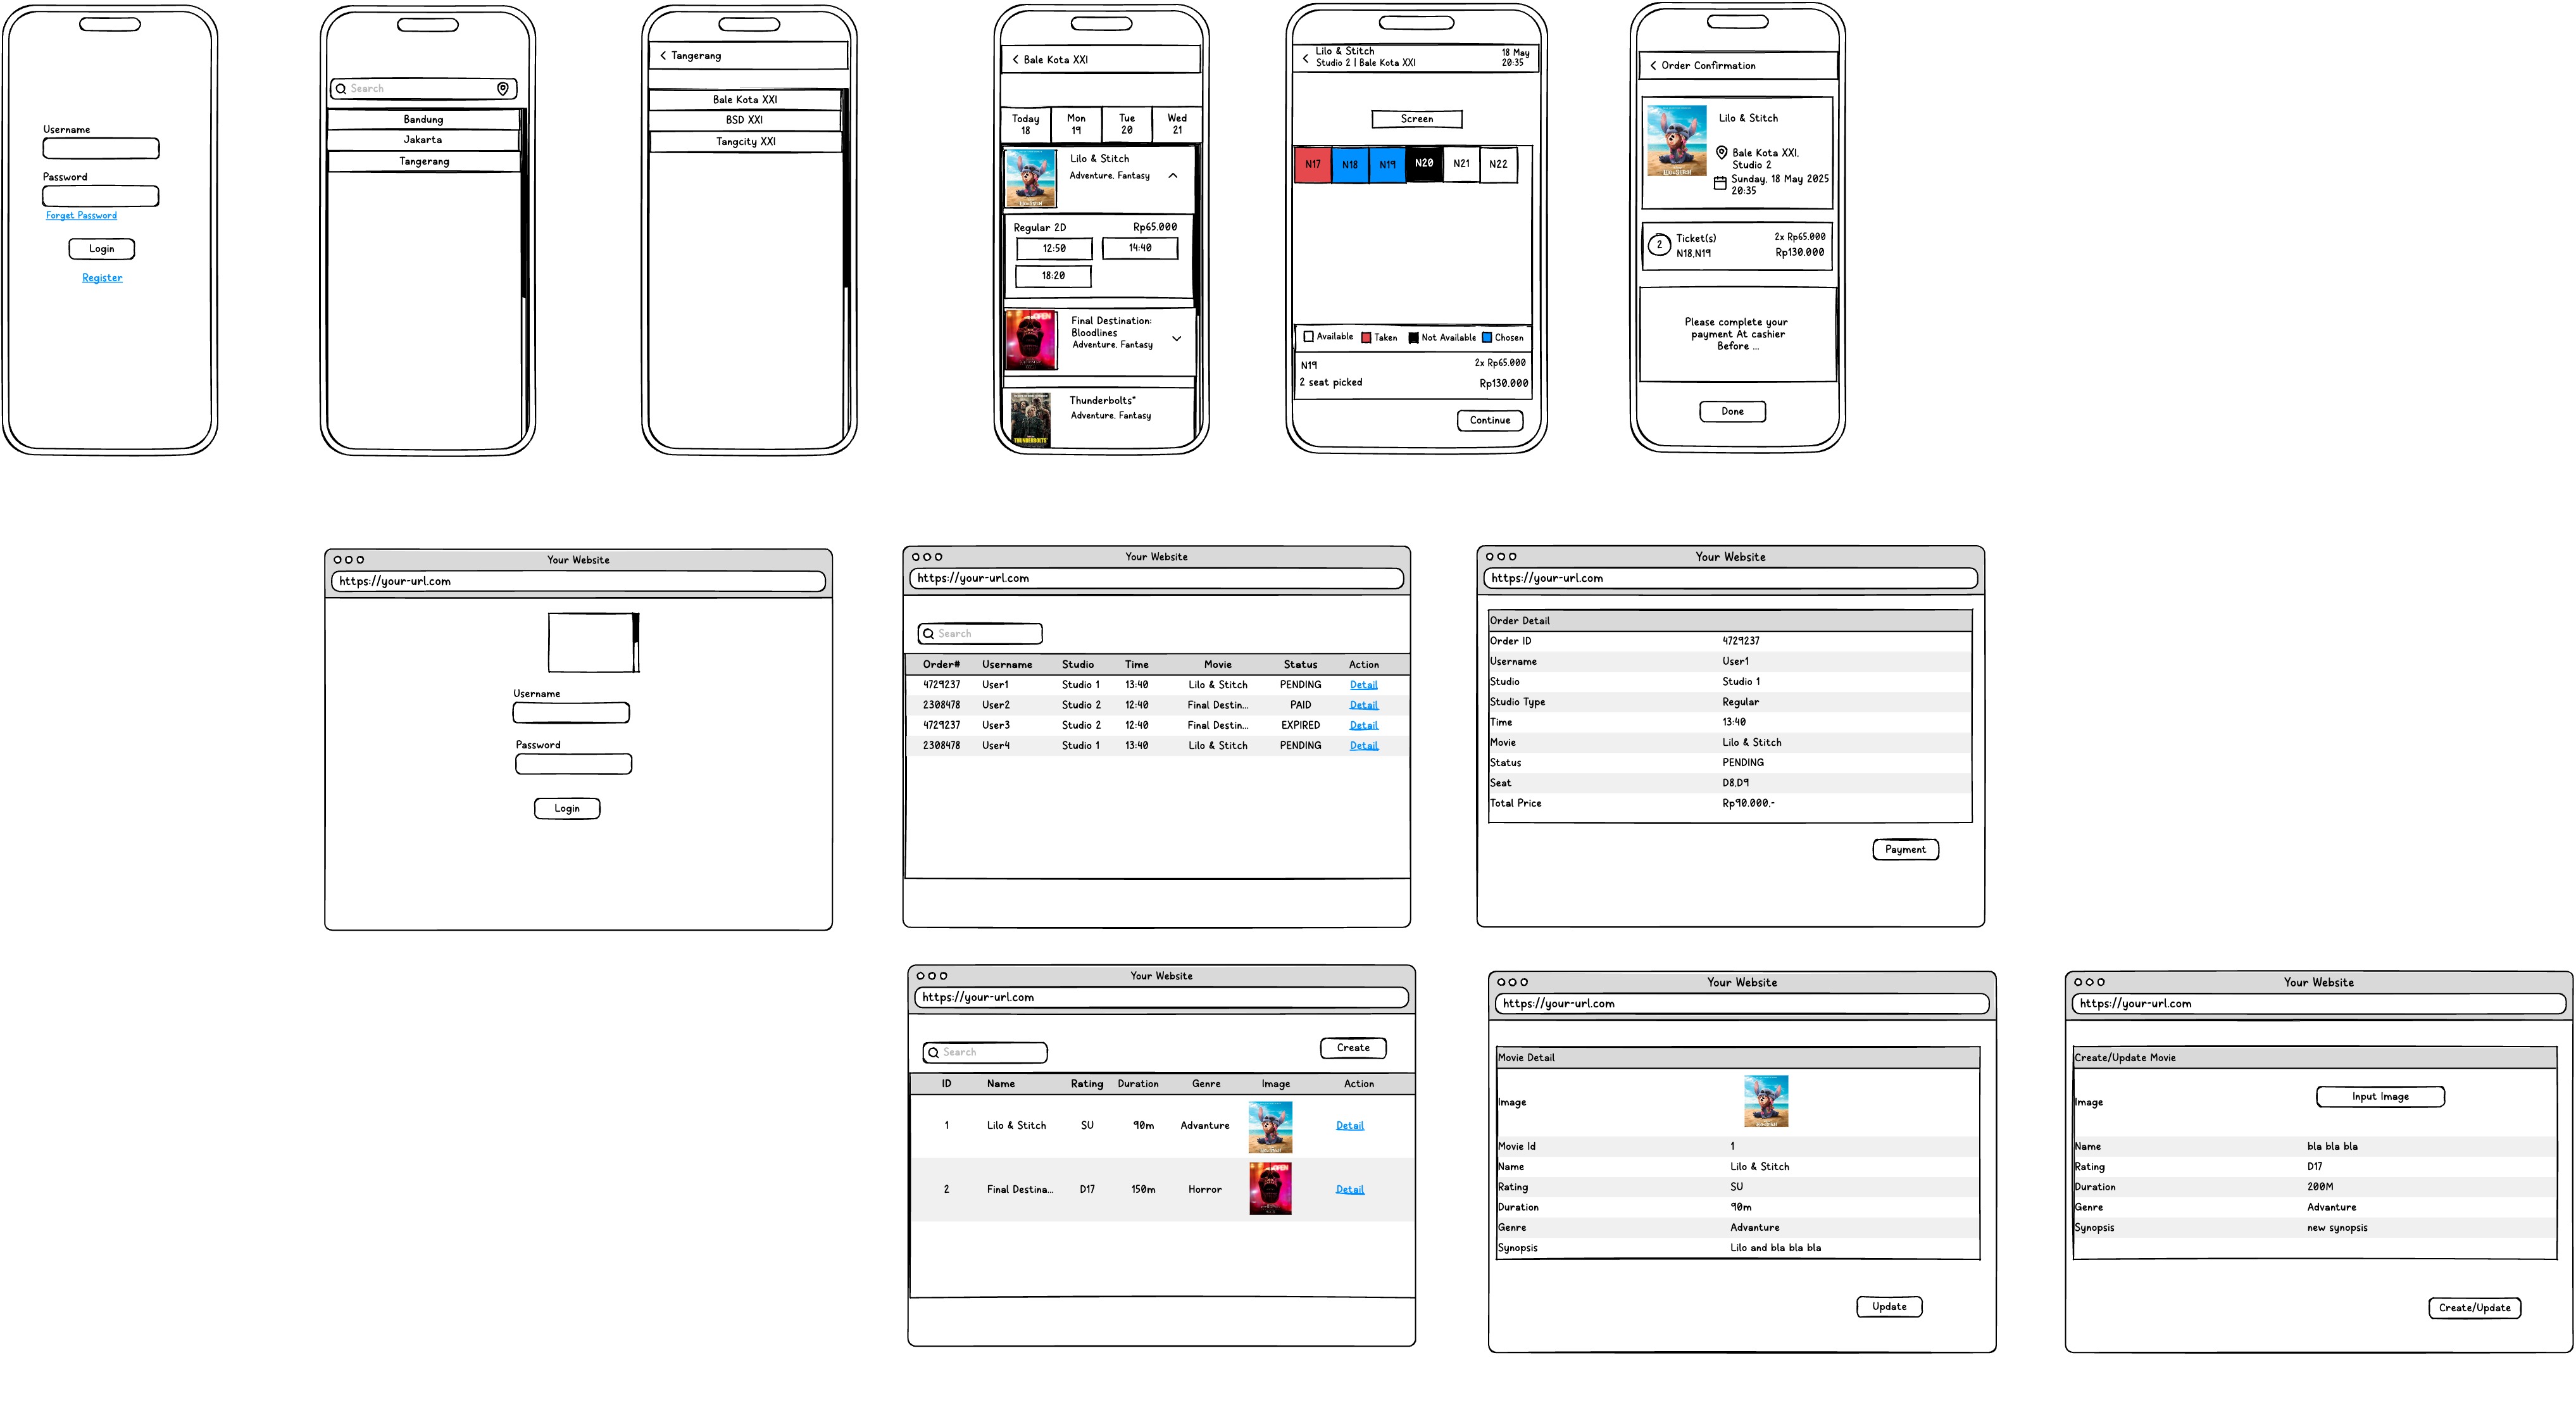 Username
Password
Forget Password
Login
Register
Search
Bandung
Jakarta
Tangerang
Tangerang
Bale Kota XXI
BSD XXI
Tangcity XXI
Bale Kota XXI
Today
18
Mon
19
Tue
20
Wed
21
Lilo & Stitch
Adventure, Fantasy
Regular 2D
Rp65.000
12:50
14:40
18:20
Final Destination:
Bloodlines
Adventure, Fantasy
Thunderbolts*
Adventure, Fantasy
THUNDERBOLTS*
Lilo & Stitch
Studio 2 | Bale Kota XXI
18 May
20:35
Screen
N17 N18 N19 N20 N21 N22
Available Taken Not Available Chosen
N19
2x Rp65.000
2 seat picked
Rp130.000
Continue
Order Confirmation
Lilo & Stitch
Bale Kota XXI,
Studio 2
Sunday, 18 May 2025
20:35
2
Ticket(s)
N18,N19
2x Rp65.000
Rp130.000
Please complete your
payment At cashier
Before ...
Done
Your Website
https://your-url.com
Username
Password
Login
Your Website
https://your-url.com
Search
Order# Username Studio Time Movie Status Action
4729237 User1 Studio 1 13:40 Lilo & Stitch PENDING Detail
2308478 User2 Studio 2 12:40 Final Destin... PAID Detail
4729237 User3 Studio 2 12:40 Final Destin... EXPIRED Detail
2308478 User4 Studio 1 13:40 Lilo & Stitch PENDING Detail
Your Website
https://your-url.com
Order Detail
Order ID 4729237
Username User1
Studio Studio 1
Studio Type Regular
Time 13:40
Movie Lilo & Stitch
Status PENDING
Seat D8,D9
Total Price Rp90.000,-
Payment
Your Website
https://your-url.com
Search
Create
ID Name Rating Duration Genre Image Action
1 Lilo & Stitch SU 90m Advanture Detail
2 Final Destina... D17 150m Horror Detail
Your Website
https://your-url.com
Movie Detail
Image
Movie Id 1
Name Lilo & Stitch
Rating SU
Duration 90m
Genre Advanture
Synopsis Lilo and bla bla bla
Update
Your Website
https://your-url.com
Create/Update Movie
Image Input Image
Name bla bla bla
Rating D17
Duration 200M
Genre Advanture
Synopsis new synopsis
Create/Update